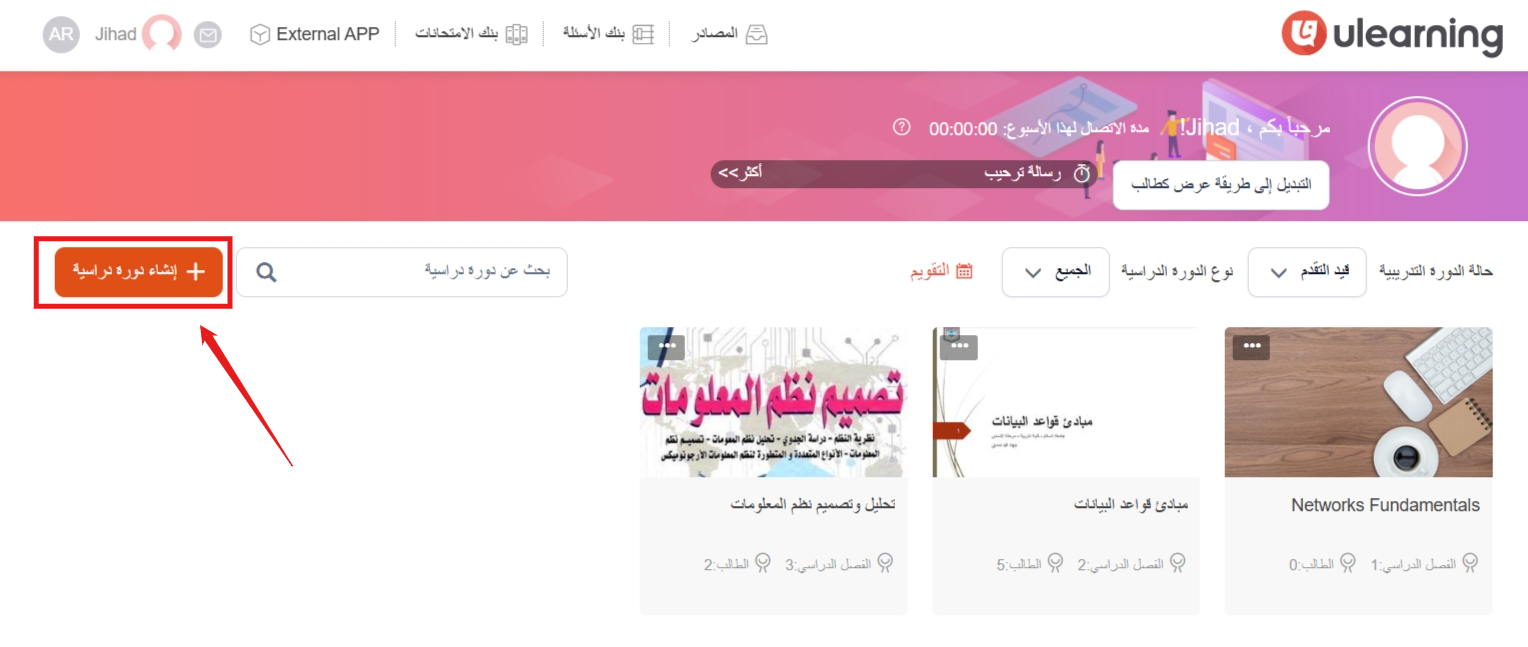 ulearning
المصادر
بنك الأسئلة
بنك الامتحانات
External APP
Jihad
AR
مرحباً بكم ، Jihad!
مدة الاتصال لهذا الأسبوع: 00:00:00
التبديل إلى طريقة عرض كطالب
رسالة ترحيب
أكثر >>
حالة الدورة التدريبية
قيد التقدم
نوع الدورة الدراسية
الجميع
التقويم
بحث عن دورة دراسية
إنشاء دورة دراسية
Networks Fundamentals
الفصل الدراسي:1
الطالب:0
مبادئ قواعد البيانات
مبادئ قواعد البيانات
الفصل الدراسي:2
الطالب:5
تصميم نظم المعلومات
نظرية النظم - دراسة الجدوي - تحليل نظم المعومات - تصميم نظم
المعلومات - الأنواع المتعددة و المتطورة لنظم المعلومات الأرجونوميكس
تحليل وتصميم نظم المعلومات
الفصل الدراسي:3
الطالب:2